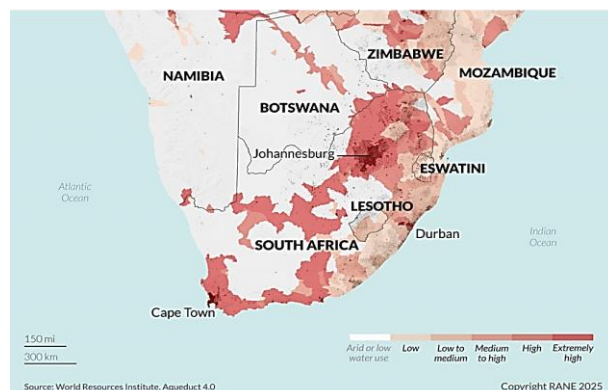 ZIMBABWE
NAMIBIA
MOZAMBIQUE
BOTSWANA
Johannesburg
ESWATINI
Atlantic
Ocean
LESOTHO
Durban
Indian
Ocean
SOUTH AFRICA
Cape Town
150 mi
300 km
Arid or low
water use
Low
Low to
medium
Medium
to high
High
Extremely
high
Source: World Resources Institute, Aqueduct 4.0
Copyright RANE 2025